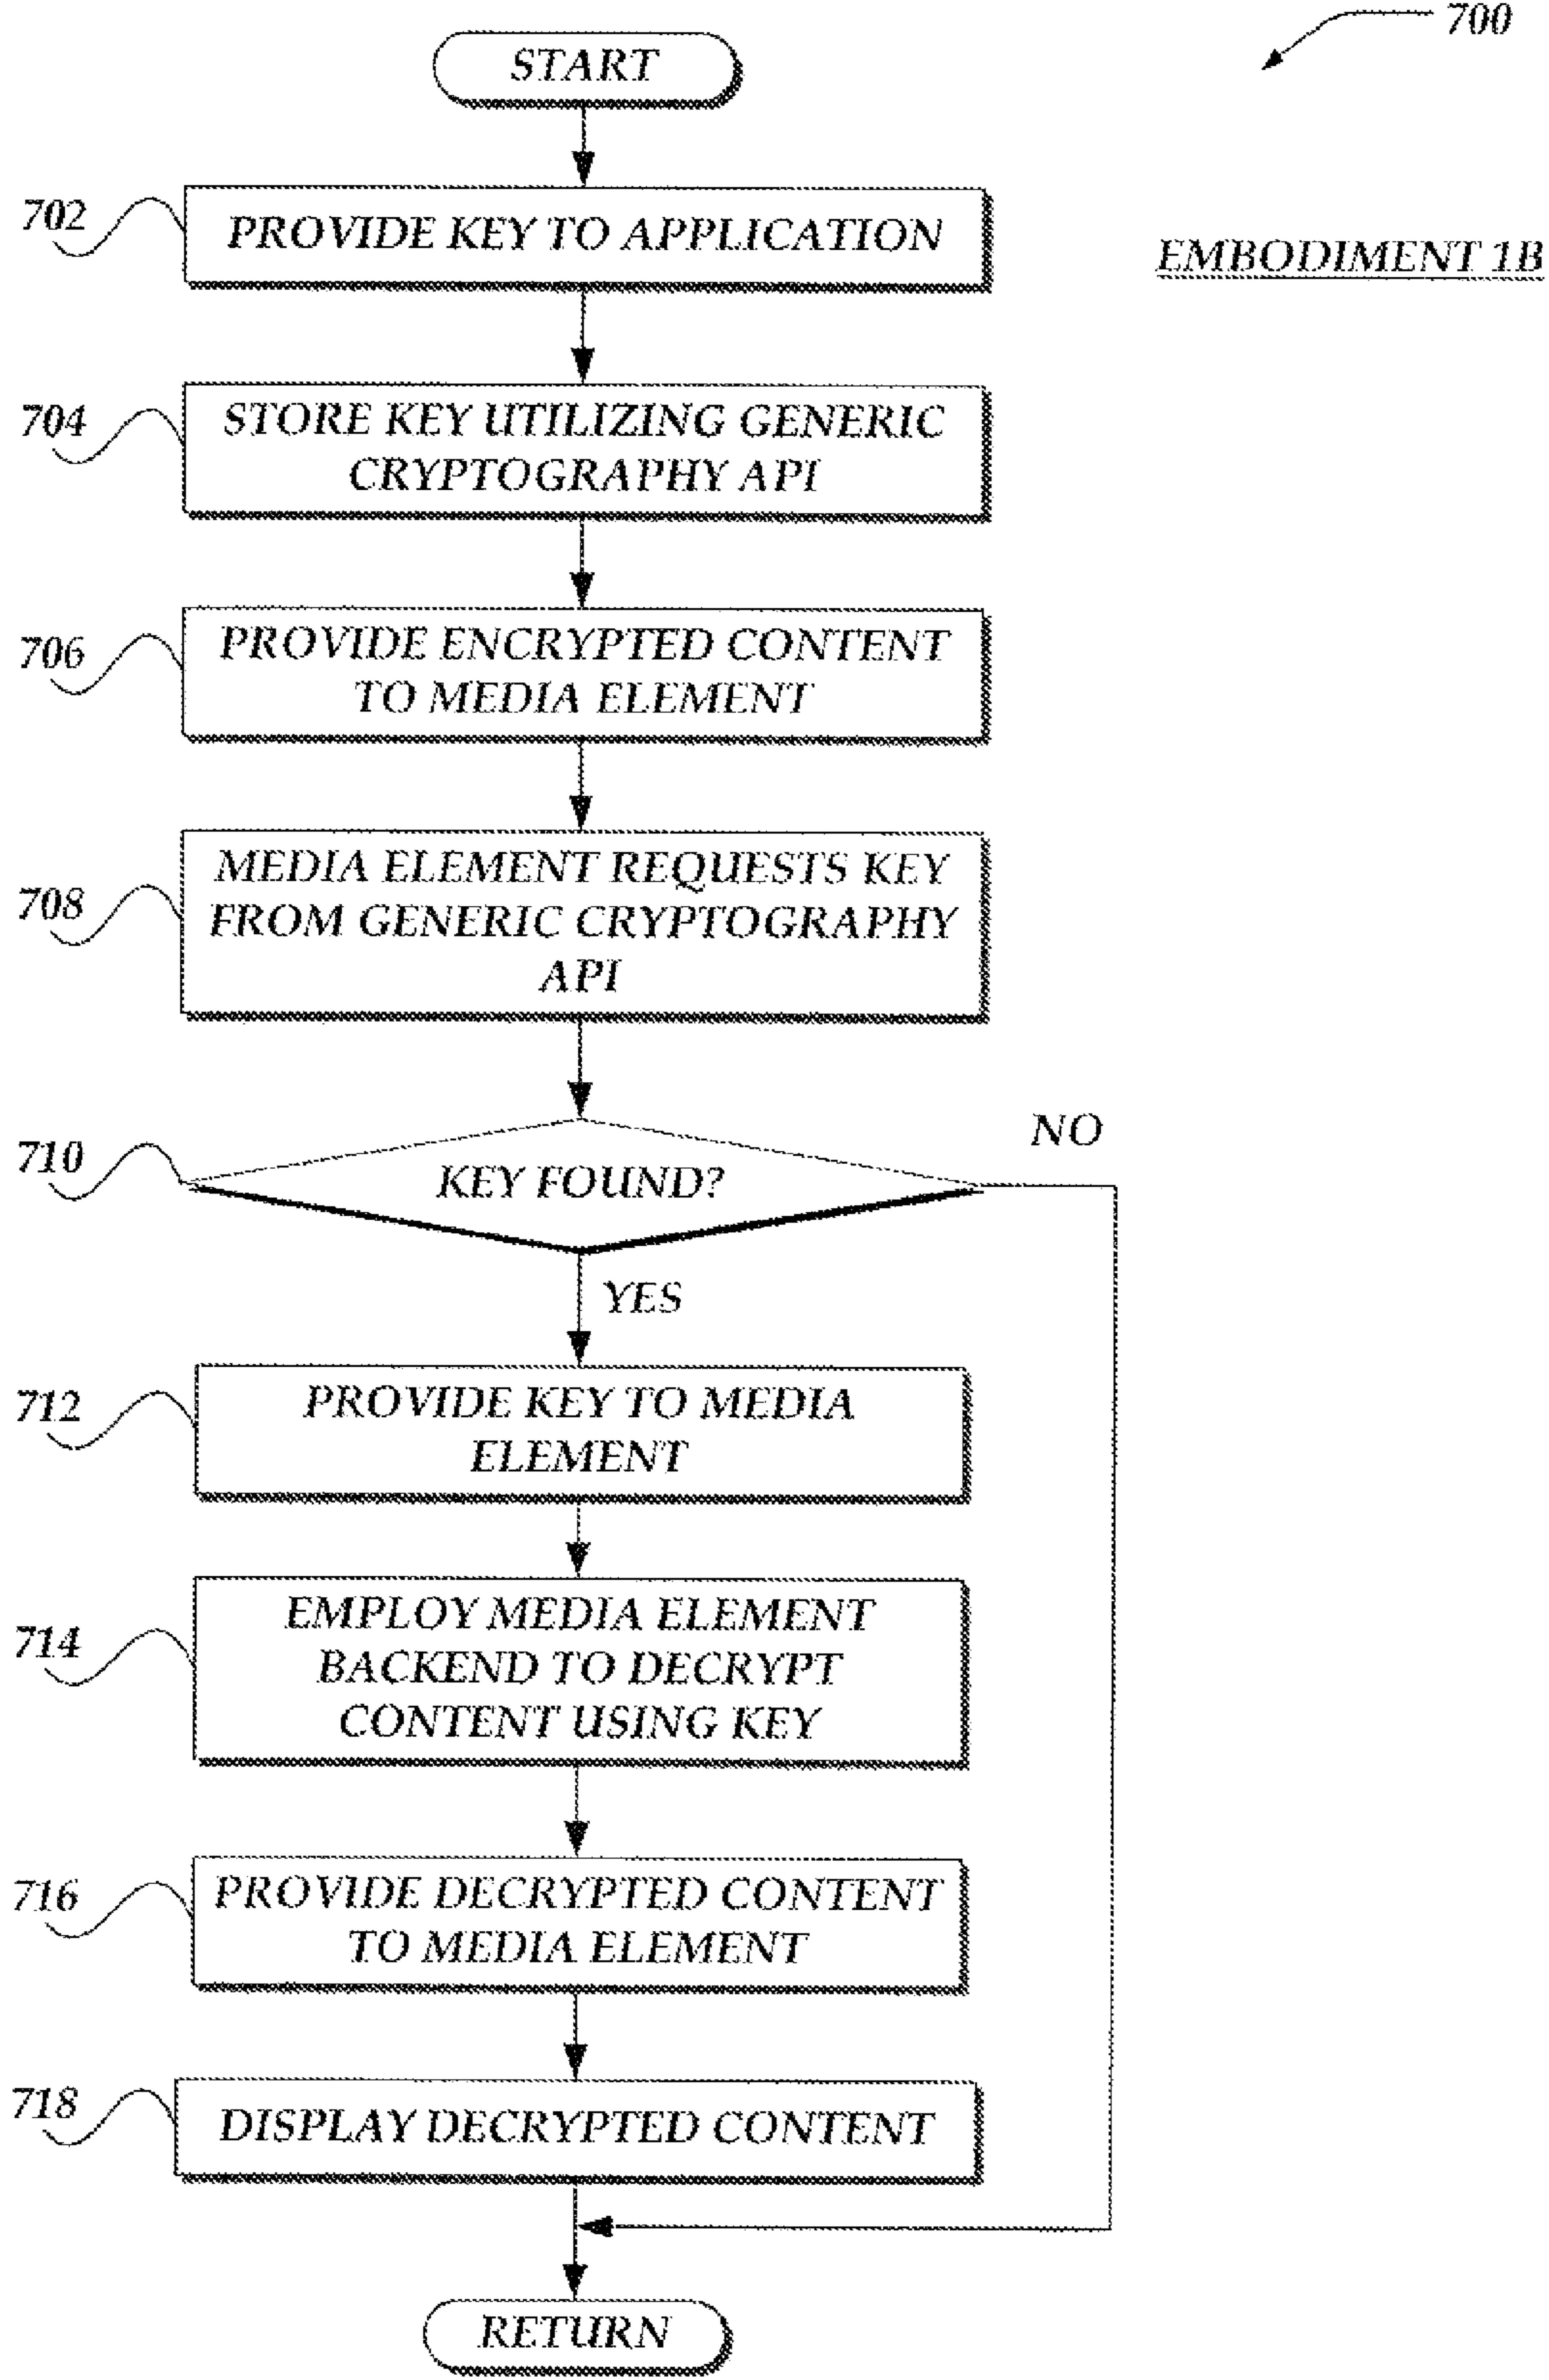 700
START
702
PROVIDE KEY TO APPLICATION
EMBODIMENT 1B
704
STORE KEY UTILIZING GENERIC
CRYPTOGRAPHY API
706
PROVIDE ENCRYPTED CONTENT
TO MEDIA ELEMENT
708
MEDIA ELEMENT REQUESTS KEY
FROM GENERIC CRYPTOGRAPHY
API
710
KEY FOUND?
NO
YES
712
PROVIDE KEY TO MEDIA
ELEMENT
714
EMPLOY MEDIA ELEMENT
BACKEND TO DECRYPT
CONTENT USING KEY
716
PROVIDE DECRYPTED CONTENT
TO MEDIA ELEMENT
718
DISPLAY DECRYPTED CONTENT
RETURN